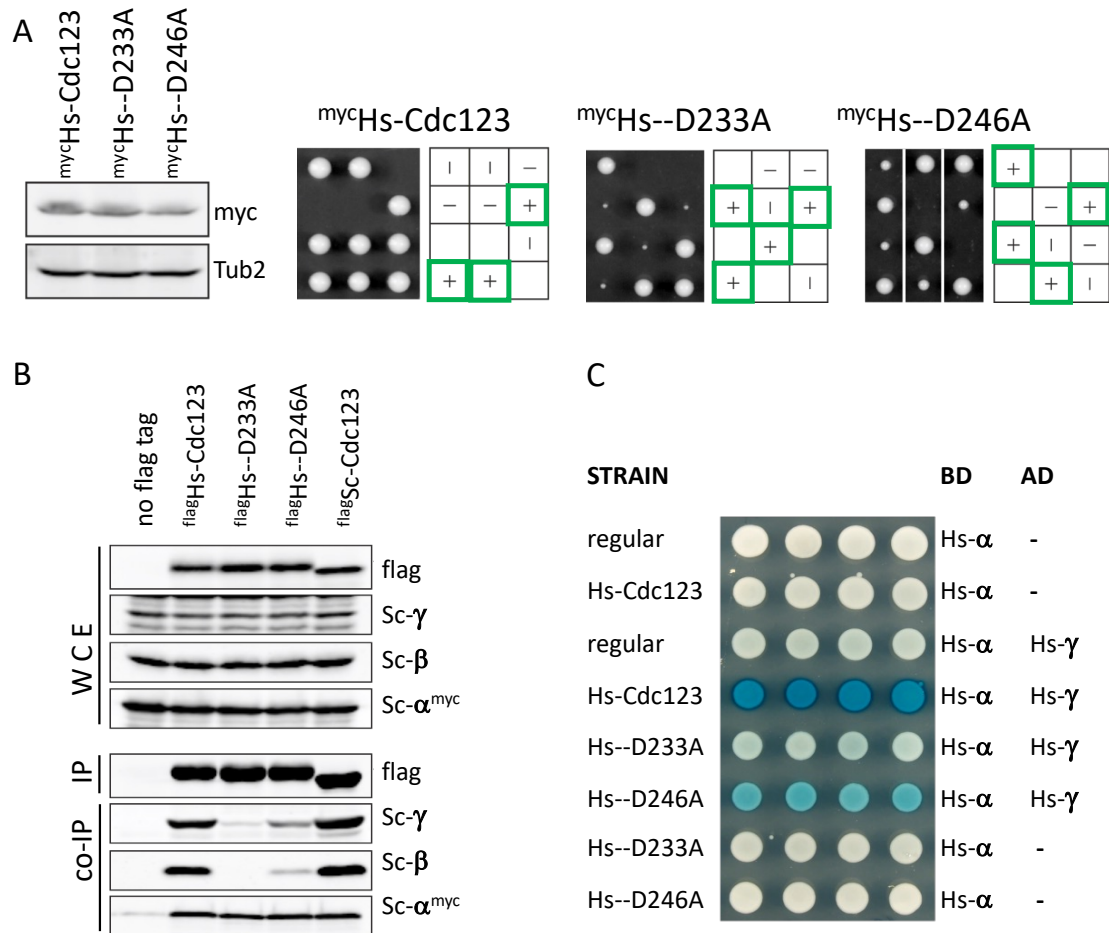 A
mycHs-Cdc123
mycHs--D233A
mycHs--D246A
myc
Tub2
mycHs-Cdc123
| | –
– – +
|
+ +
mycHs--D233A
– –
+ | +
+
+ |
mycHs--D246A
+
– +
+ | –
+ |
B
no flag tag
flagHs-Cdc123
flagHs--D233A
flagHs--D246A
flagSc-Cdc123
WCE
flag
Sc-γ
Sc-β
Sc-αmyc
IP
flag
co-IP
Sc-γ
Sc-β
Sc-αmyc
C
STRAIN BD AD
regular Hs-α -
Hs-Cdc123 Hs-α -
regular Hs-α Hs-γ
Hs-Cdc123 Hs-α Hs-γ
Hs--D233A Hs-α Hs-γ
Hs--D246A Hs-α Hs-γ
Hs--D233A Hs-α -
Hs--D246A Hs-α -